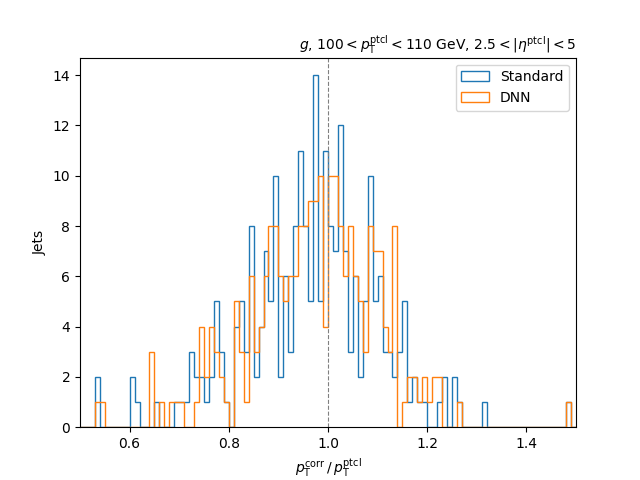 g, 100 < p_T^ptcl < 110 GeV, 2.5 < |η^ptcl| < 5
Standard
DNN
14
12
10
8
6
4
2
0
Jets
0.6 0.8 1.0 1.2 1.4
p_T^corr / p_T^ptcl